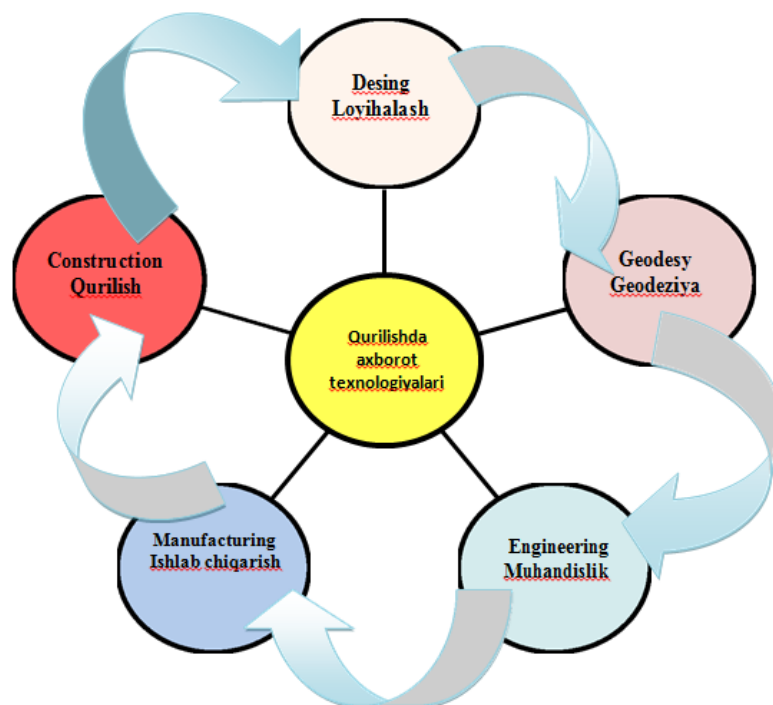 Desing
Loyihalash
Geodesy
Geodeziya
Engineering
Muhandislik
Manufacturing
Ishlab chiqarish
Construction
Qurilish
Qurilishda
axborot
texnologiyalari